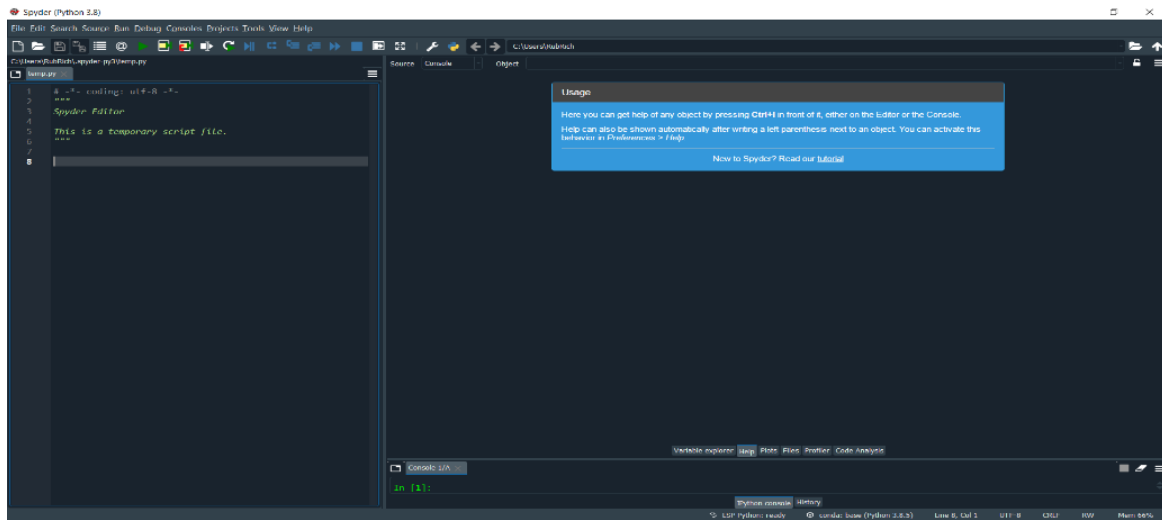 Spyder (Python 3.8)
File Edit Search Source Run Debug Consoles Projects Tools View Help
C:\Users\RubRich
C:\Users\RubRich\.spyder-py3\temp.py
temp.py
Source Console Object
1 # -*- coding: utf-8 -*-
2 """
3 Spyder Editor
4
5 This is a temporary script file.
6 """
7
8
Usage
Here you can get help of any object by pressing Ctrl+I in front of it, either on the Editor or the Console.
Help can also be shown automatically after writing a left parenthesis next to an object. You can activate this
behavior in Preferences > Help.
New to Spyder? Read our tutorial
Variable explorer Help Plots Files Profiler Code Analysis
Console 1/A
In [1]:
IPython console History
LSP Python: ready conda: base (Python 3.8.5) Line 8, Col 1 UTF-8 CRLF RW Mem 66%